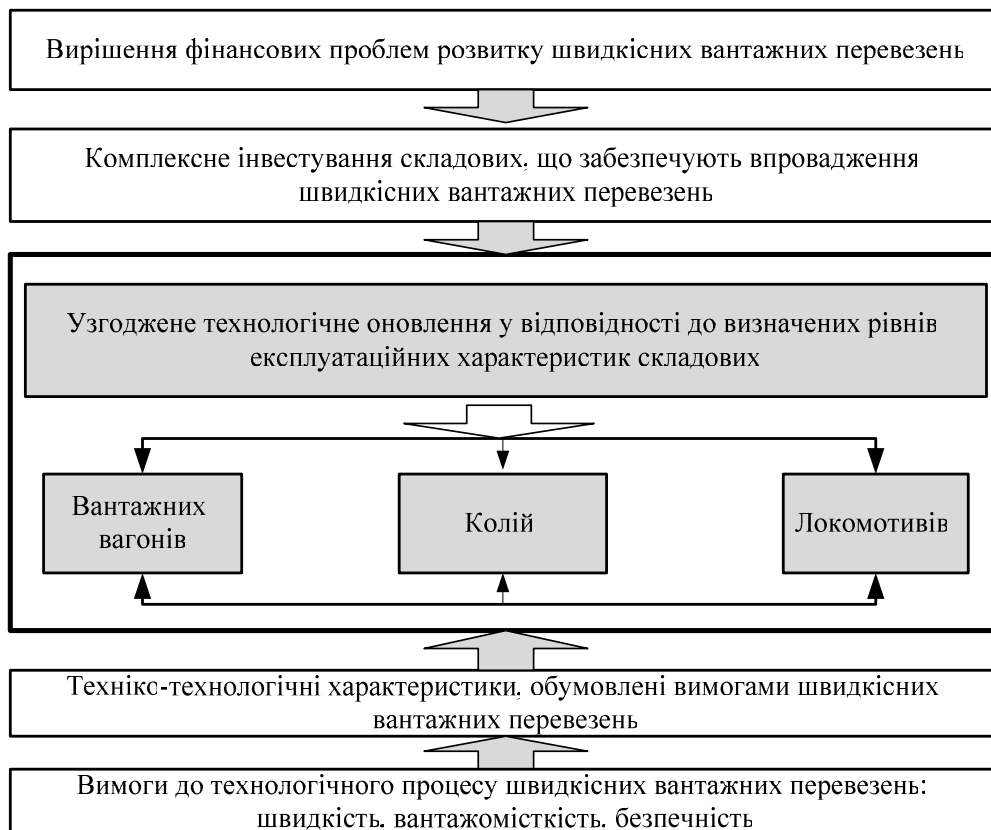 Вирішення фінансових проблем розвитку швидкісних вантажних перевезень
Комплексне інвестування складових, що забезпечують впровадження
швидкісних вантажних перевезень
Узгоджене технологічне оновлення у відповідності до визначених рівнів
експлуатаційних характеристик складових
Вантажних
вагонів
Колій
Локомотивів
Техніко-технологічні характеристики, обумовлені вимогами швидкісних
вантажних перевезень
Вимоги до технологічного процесу швидкісних вантажних перевезень:
швидкість, вантажомісткість, безпечність